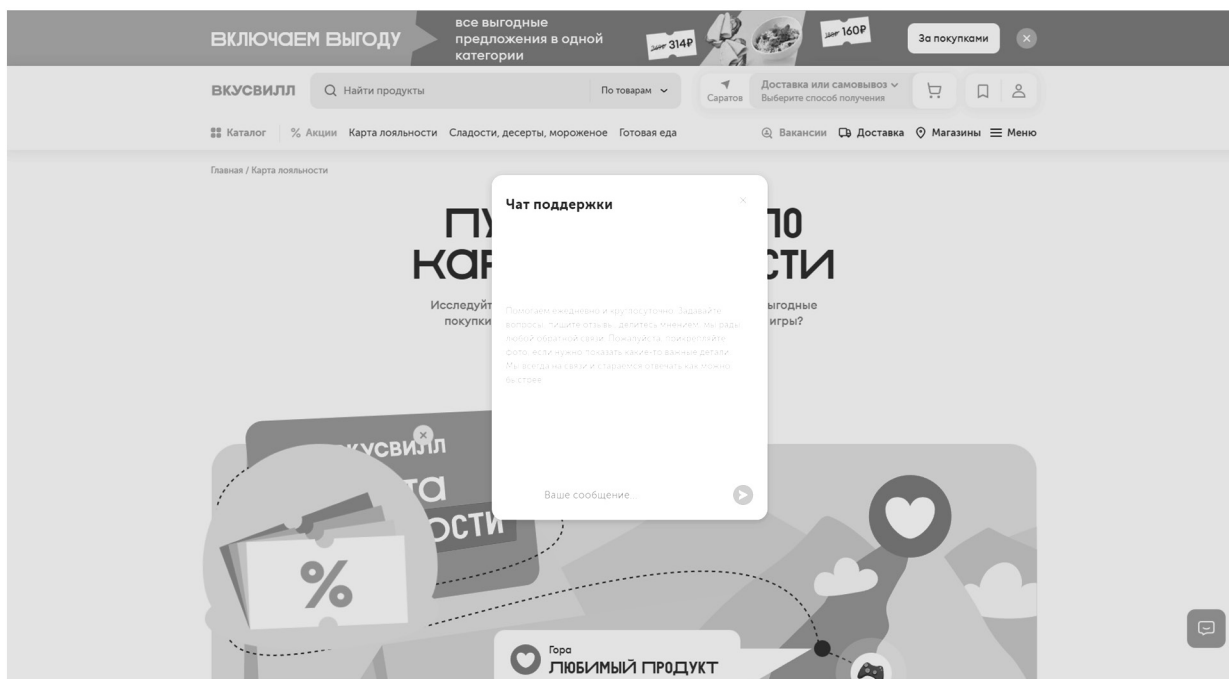 ВКЛЮЧАЕМ ВЫГОДУ
все выгодные
предложения в одной
категории
314₽
160₽
За покупками
ВКУСВИЛЛ
Найти продукты
По товарам
Саратов
Доставка или самовывоз
Выберите способ получения
Каталог
% Акции
Карта лояльности
Сладости, десерты, мороженое
Готовая еда
Вакансии
Доставка
Магазины
Меню
Главная / Карта лояльности
Чат поддержки
Исследуйт
покупки
ыгодные
игры?
Помогаем ежедневно и круглосуточно. Задавайте
вопросы, пишите отзывы, делитесь мнением, мы рады
любой обратной связи. Пожалуйста, прикрепляйте
фото, если нужно показать какие-то важные детали.
Мы всегда на связи и стараемся отвечать как можно
быстрее
Ваше сообщение...
%
Гора
ЛЮБИМЫЙ ПРОДУКТ